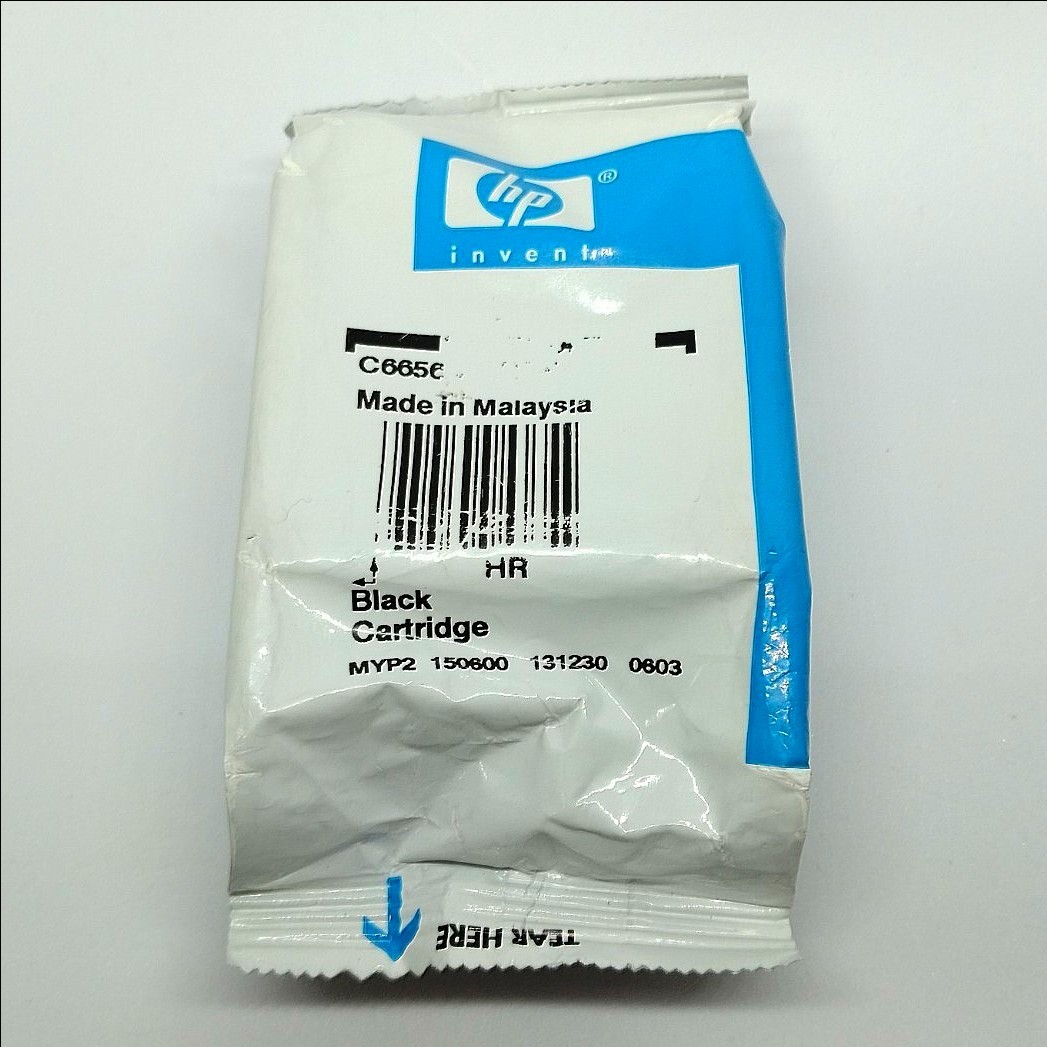 hp ®
invent
C6656
Made in Malaysia
HR
Black
Cartridge
MYP2 150600 131230 0603
TEAR HERE